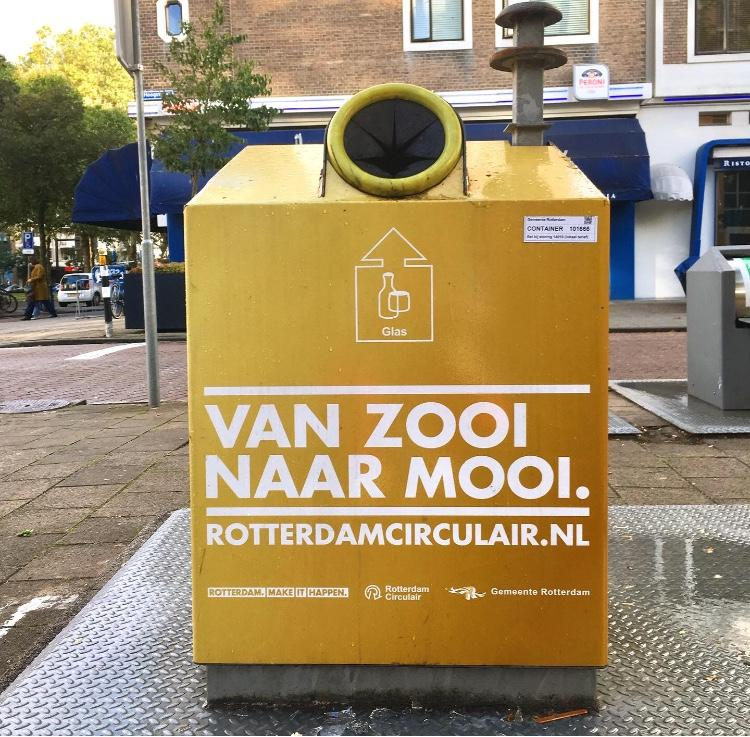 PERONI
RISTO
Gemeente Rotterdam
CONTAINER 101666
Glas
VAN ZOOI
NAAR MOOI.
ROTTERDAMCIRCULAIR.NL
ROTTERDAM. MAKE IT HAPPEN.
Rotterdam
Circulair
Gemeente Rotterdam